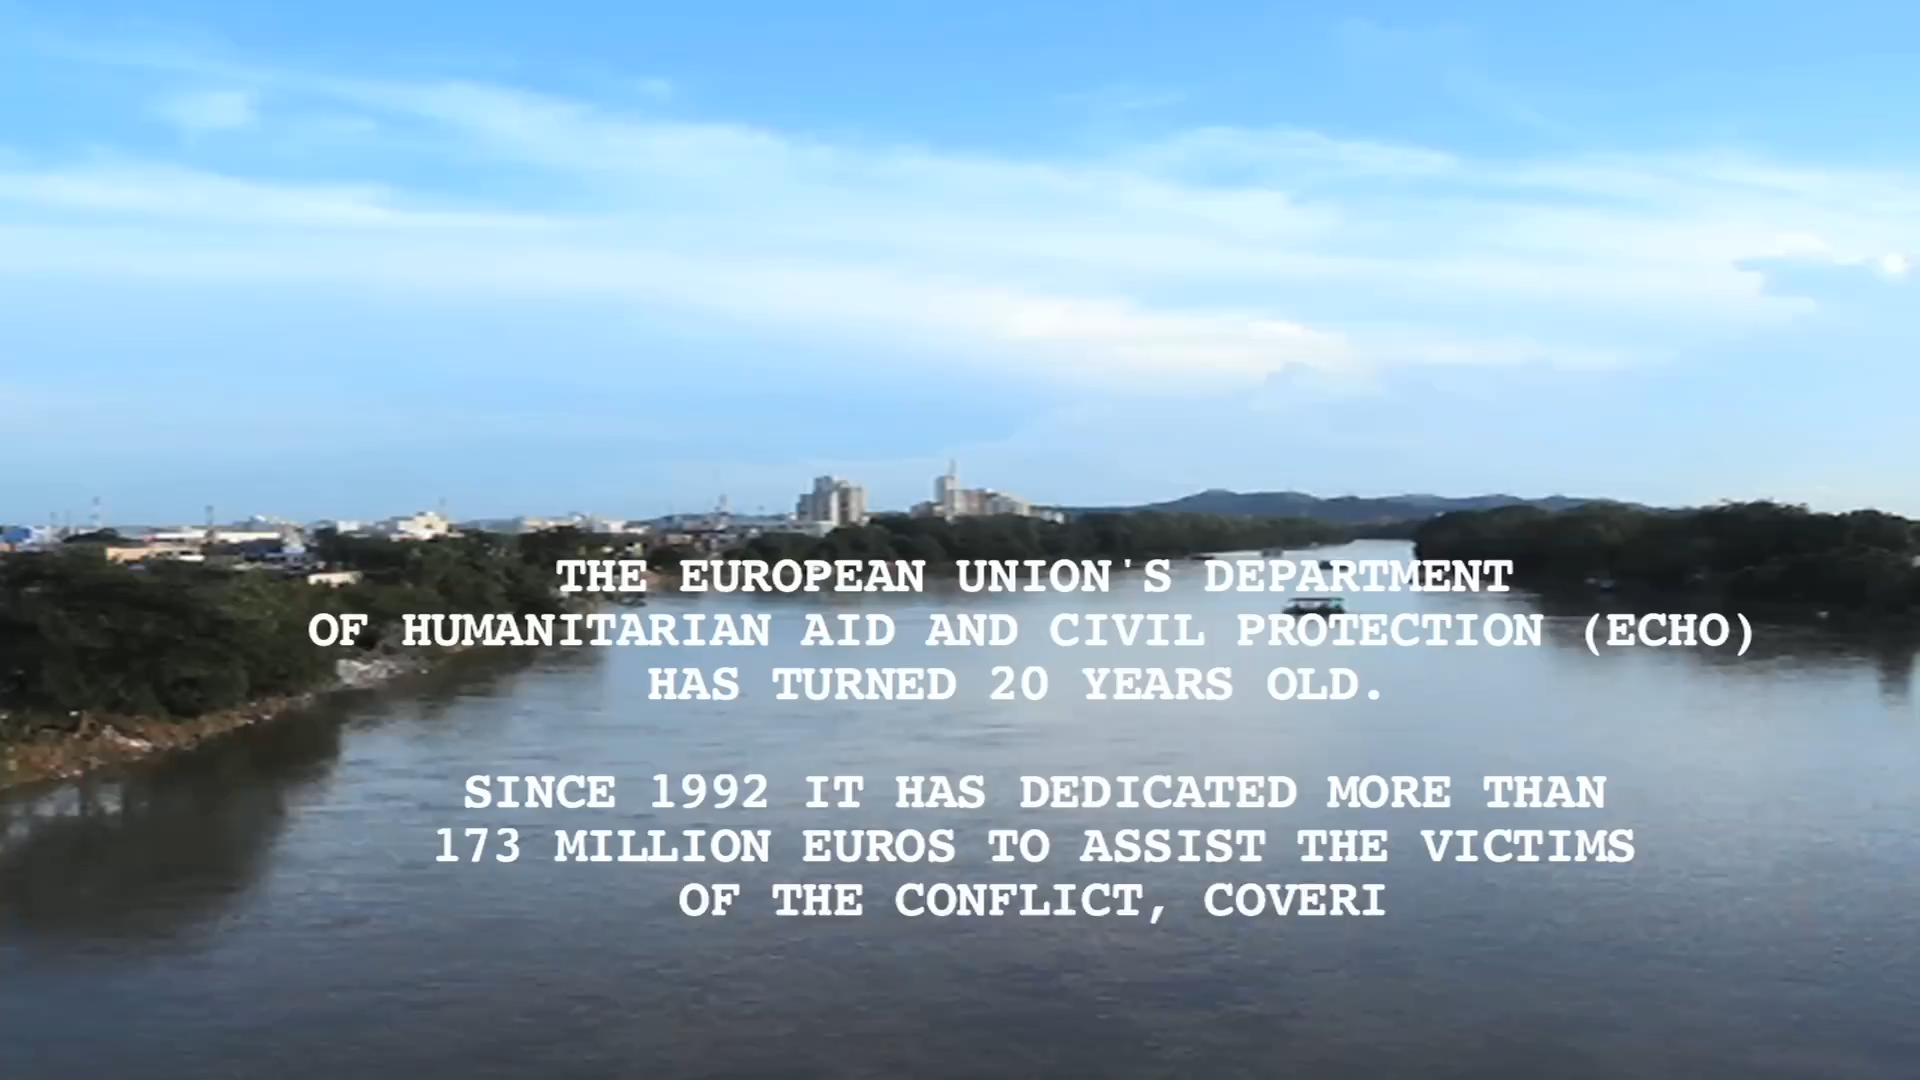 THE EUROPEAN UNION'S DEPARTMENT
OF HUMANITARIAN AID AND CIVIL PROTECTION (ECHO)
HAS TURNED 20 YEARS OLD.
SINCE 1992 IT HAS DEDICATED MORE THAN
173 MILLION EUROS TO ASSIST THE VICTIMS
OF THE CONFLICT, COVERI